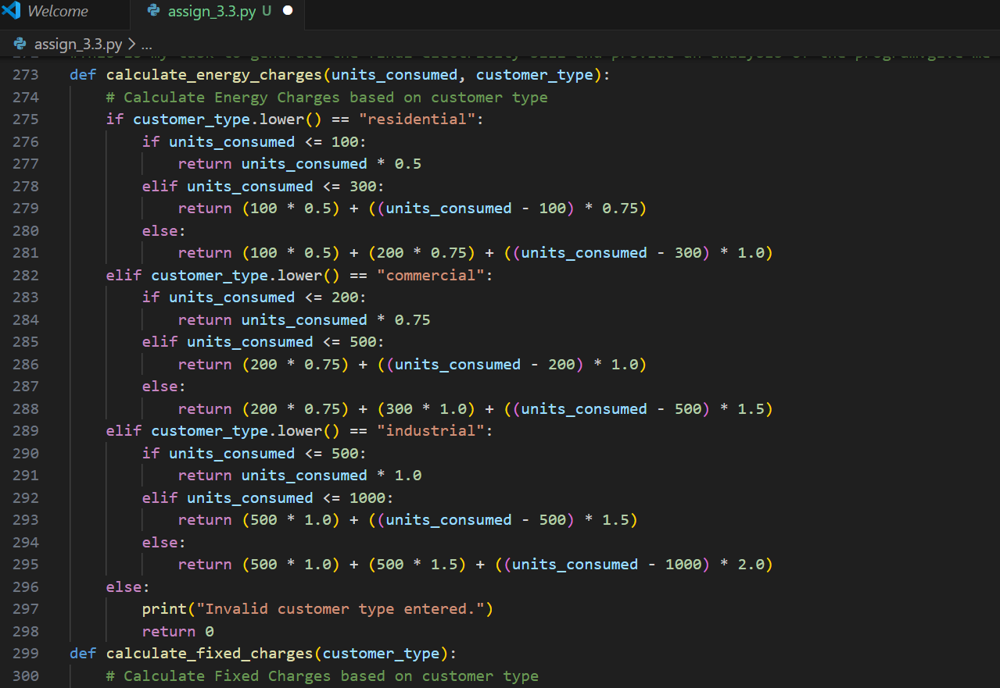 Welcome
assign_3.3.py U
assign_3.3.py > ...
273 def calculate_energy_charges(units_consumed, customer_type):
274     # Calculate Energy Charges based on customer type
275     if customer_type.lower() == "residential":
276         if units_consumed <= 100:
277             return units_consumed * 0.5
278         elif units_consumed <= 300:
279             return (100 * 0.5) + ((units_consumed - 100) * 0.75)
280         else:
281             return (100 * 0.5) + (200 * 0.75) + ((units_consumed - 300) * 1.0)
282     elif customer_type.lower() == "commercial":
283         if units_consumed <= 200:
284             return units_consumed * 0.75
285         elif units_consumed <= 500:
286             return (200 * 0.75) + ((units_consumed - 200) * 1.0)
287         else:
288             return (200 * 0.75) + (300 * 1.0) + ((units_consumed - 500) * 1.5)
289     elif customer_type.lower() == "industrial":
290         if units_consumed <= 500:
291             return units_consumed * 1.0
292         elif units_consumed <= 1000:
293             return (500 * 1.0) + ((units_consumed - 500) * 1.5)
294         else:
295             return (500 * 1.0) + (500 * 1.5) + ((units_consumed - 1000) * 2.0)
296     else:
297         print("Invalid customer type entered.")
298         return 0
299 def calculate_fixed_charges(customer_type):
300     # Calculate Fixed Charges based on customer type